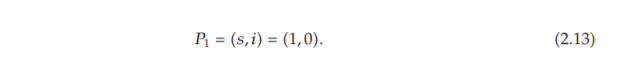 P₁ = (s,i) = (1,0). (2.13)